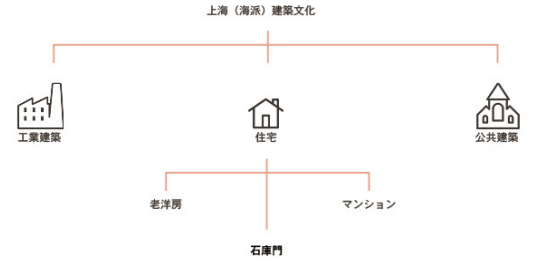 上海（海派）建築文化
工業建築
住宅
公共建築
老洋房
マンション
石庫門